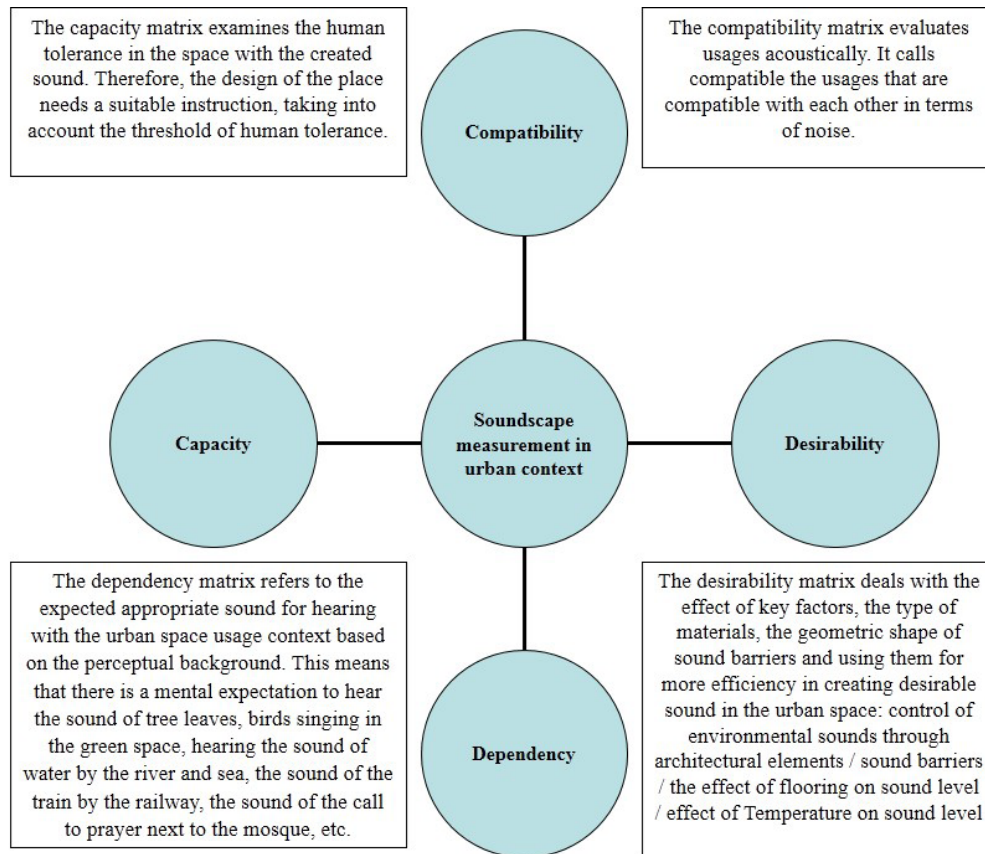 The capacity matrix examines the human
tolerance in the space with the created
sound. Therefore, the design of the place
needs a suitable instruction, taking into
account the threshold of human tolerance.
The compatibility matrix evaluates
usages acoustically. It calls
compatible the usages that are
compatible with each other in terms
of noise.
Compatibility
Capacity
Soundscape
measurement in
urban context
Desirability
The dependency matrix refers to the
expected appropriate sound for hearing
with the urban space usage context based
on the perceptual background. This means
that there is a mental expectation to hear
the sound of tree leaves, birds singing in
the green space, hearing the sound of
water by the river and sea, the sound of the
train by the railway, the sound of the call
to prayer next to the mosque, etc.
Dependency
The desirability matrix deals with the
effect of key factors, the type of
materials, the geometric shape of
sound barriers and using them for
more efficiency in creating desirable
sound in the urban space: control of
environmental sounds through
architectural elements / sound barriers
/ the effect of flooring on sound level
/ effect of Temperature on sound level